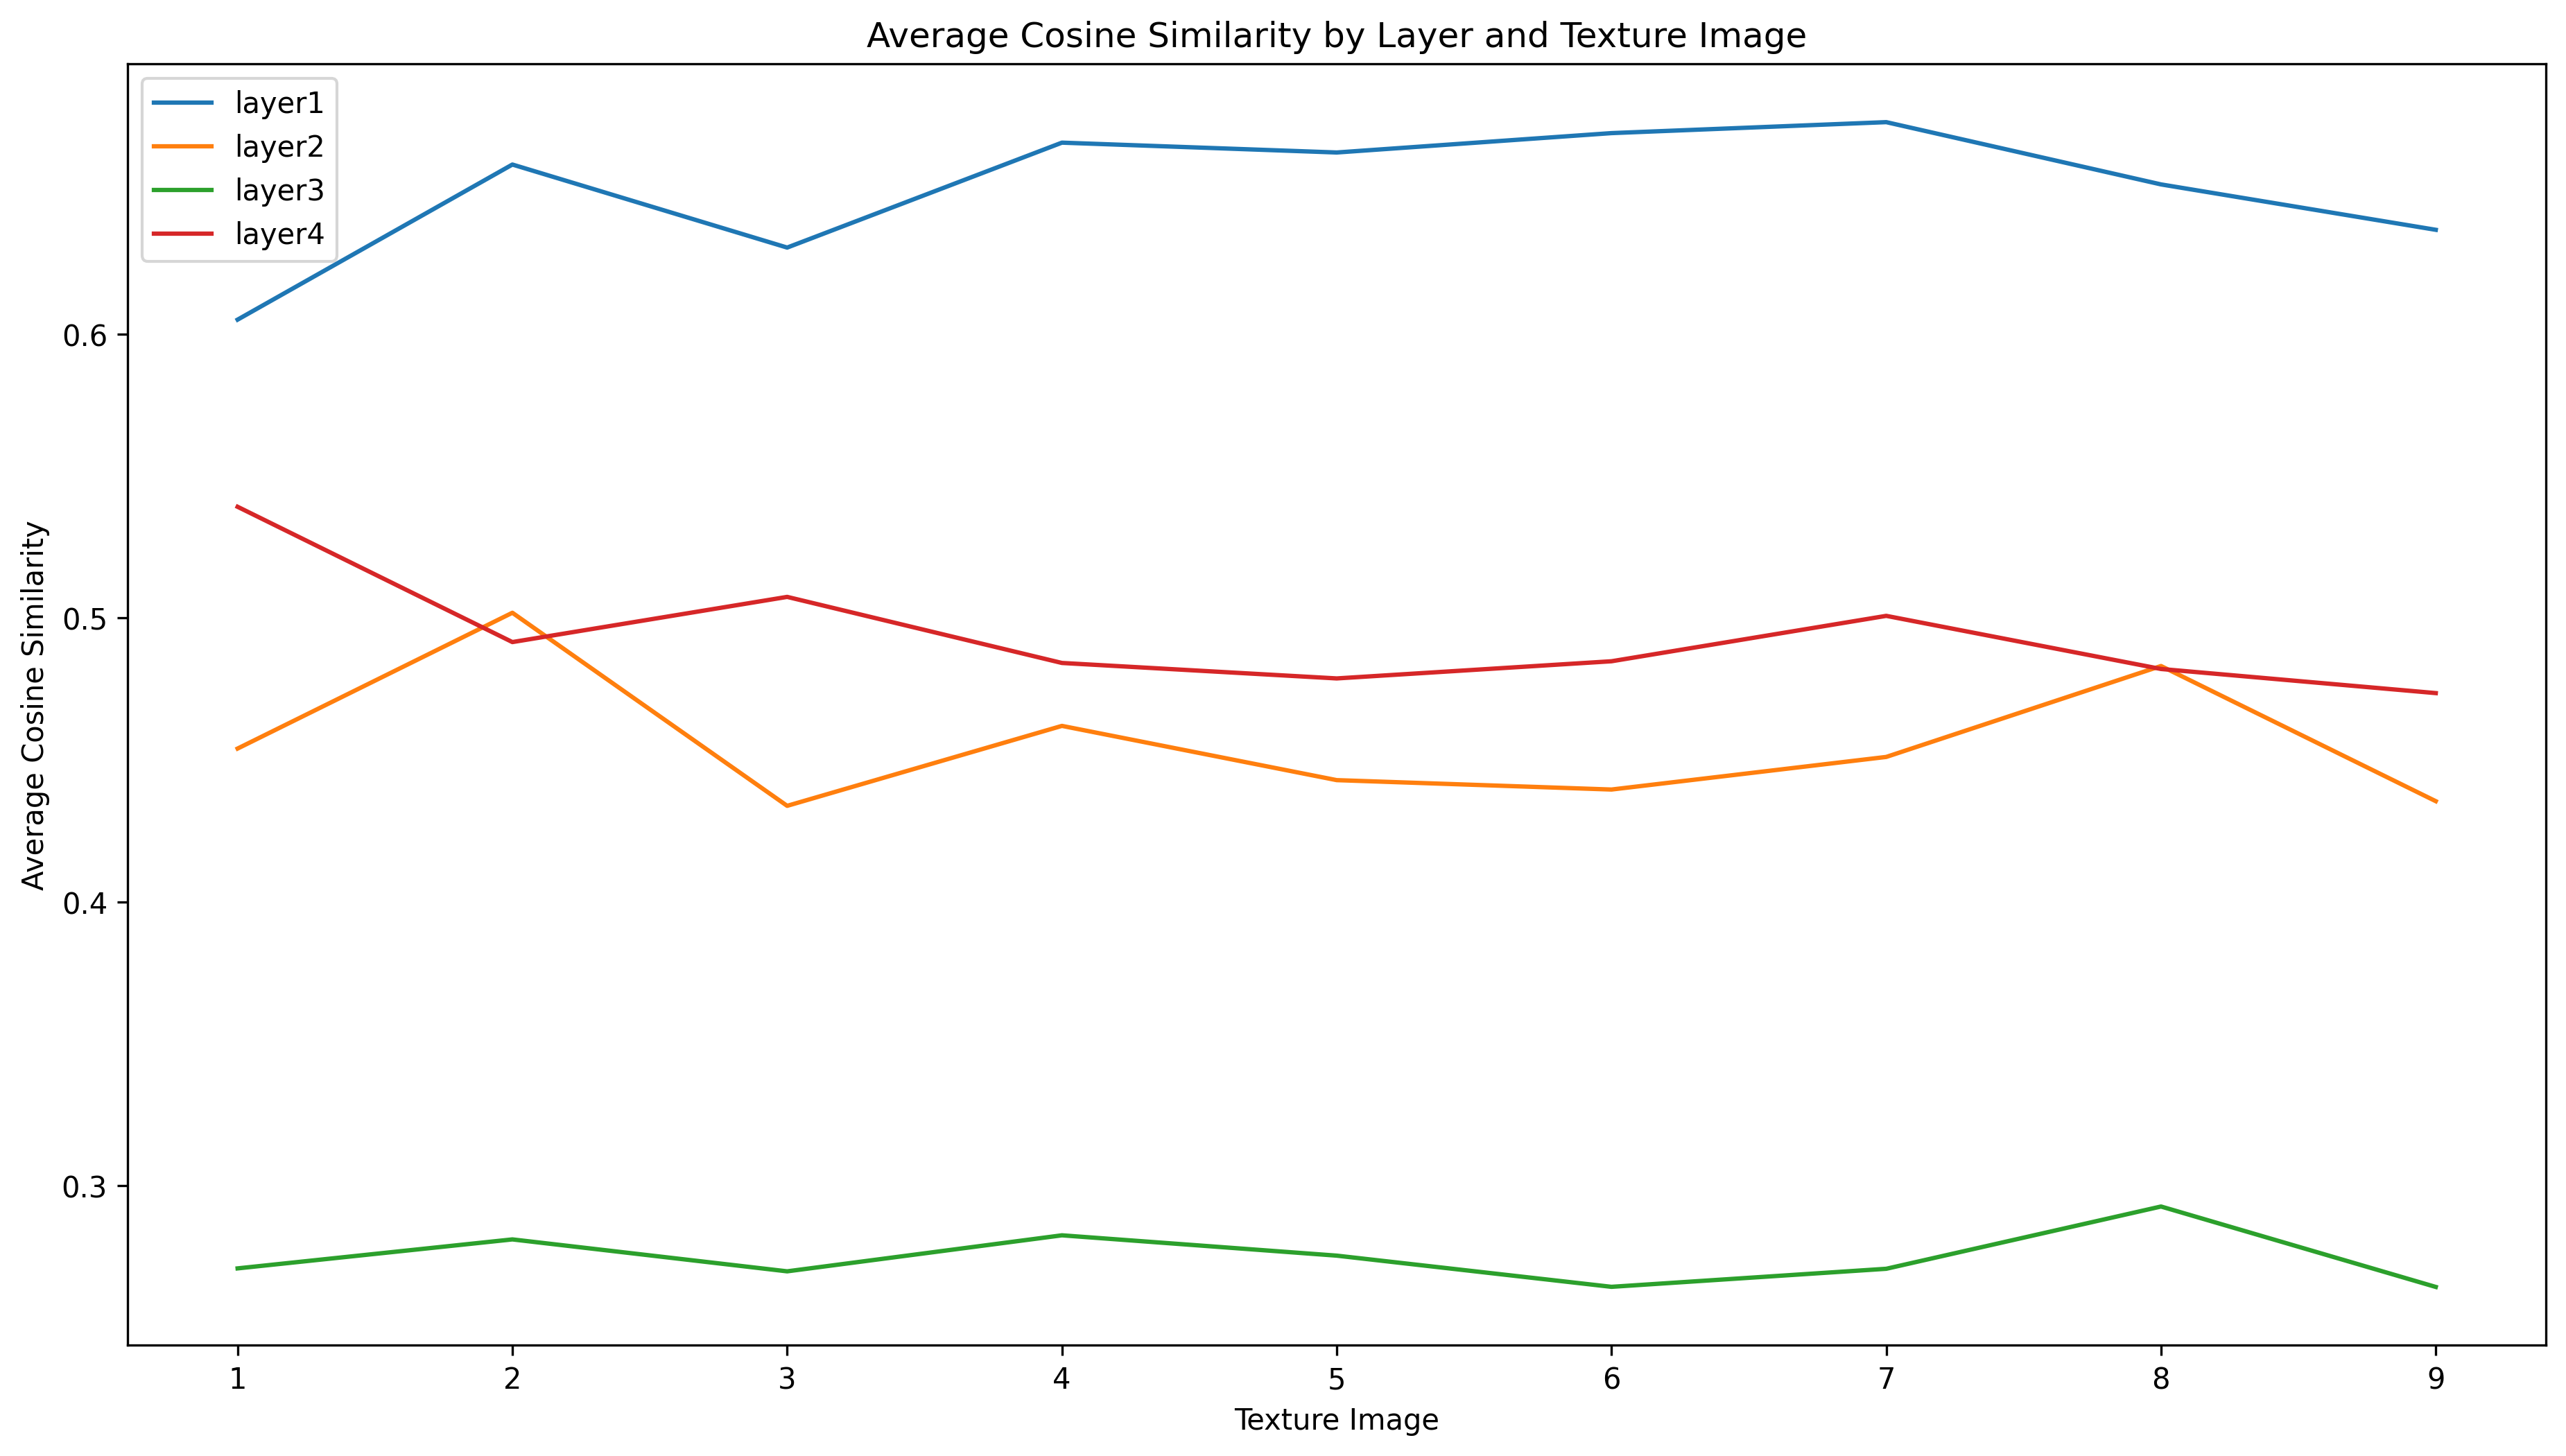 Average Cosine Similarity by Layer and Texture Image
layer1
layer2
layer3
layer4
Average Cosine Similarity
0.6
0.5
0.4
0.3
1 2 3 4 5 6 7 8 9
Texture Image